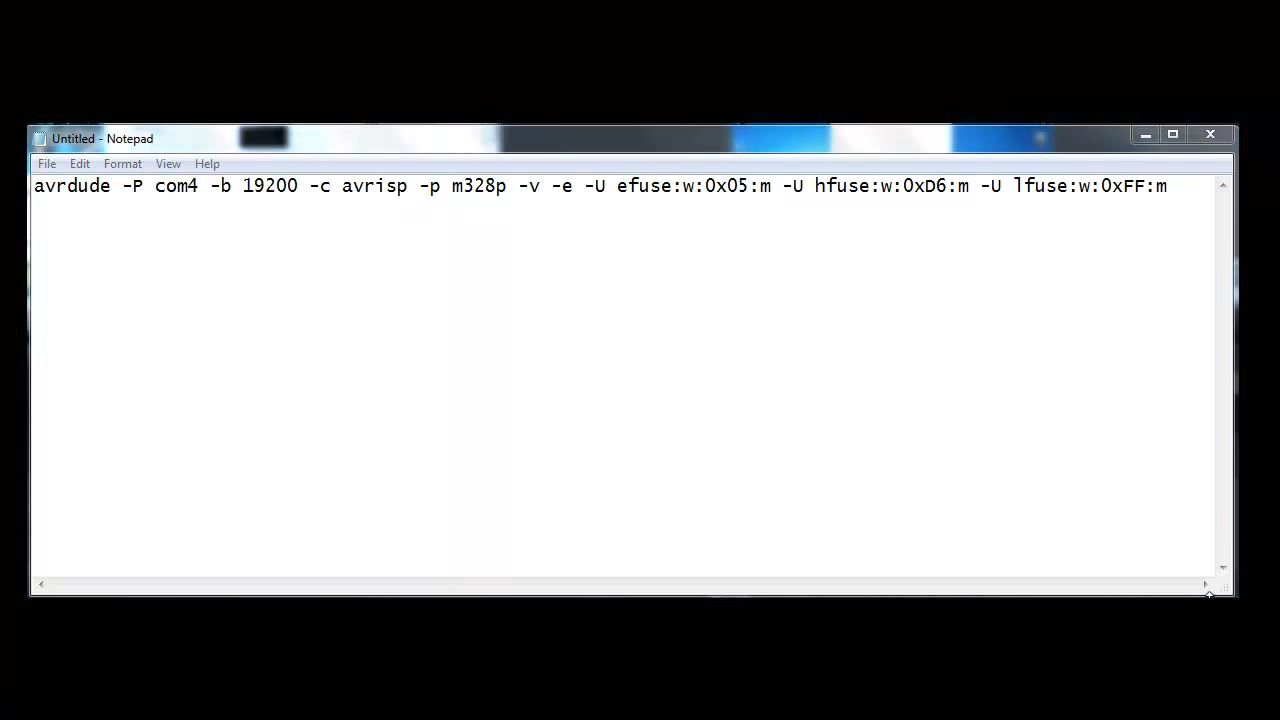 Untitled - Notepad
File Edit Format View Help
avrdude -P com4 -b 19200 -c avrisp -p m328p -v -e -U efuse:w:0x05:m -U hfuse:w:0xD6:m -U lfuse:w:0xFF:m